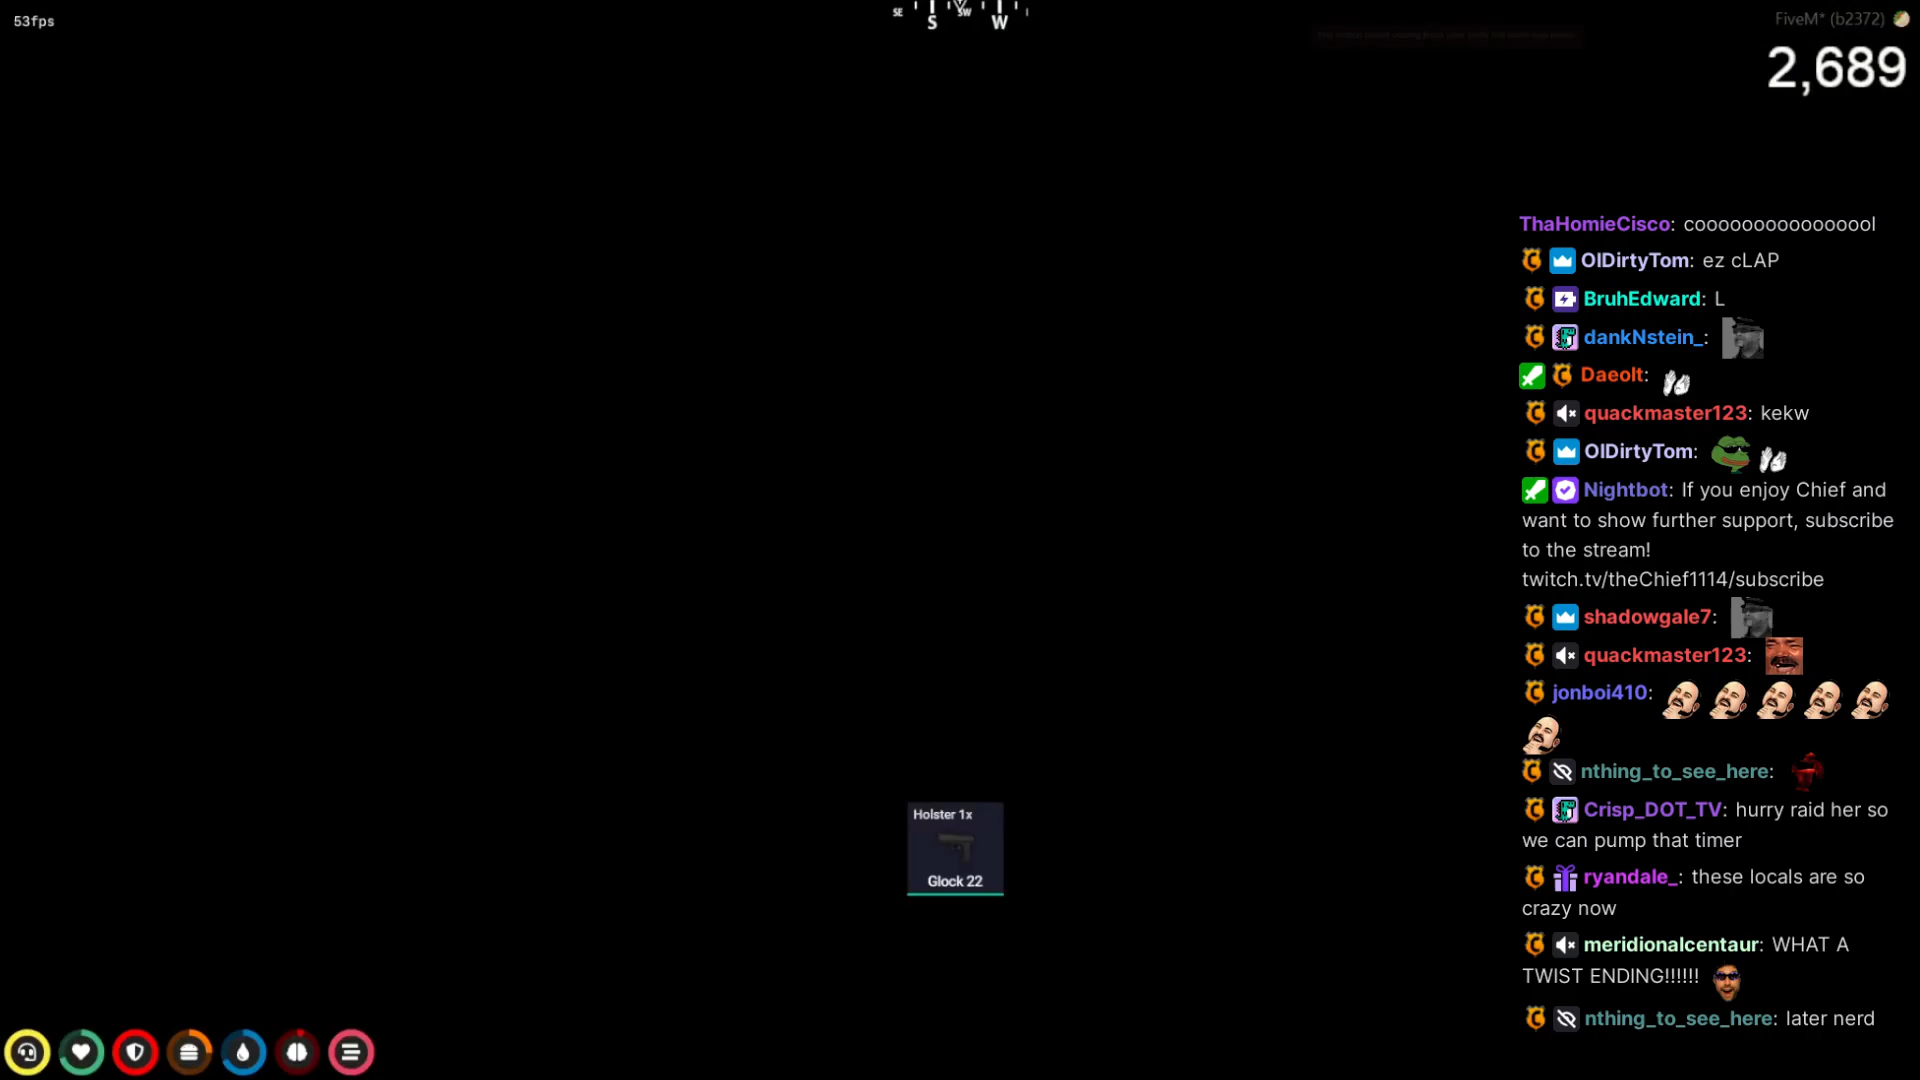 53fps
SE S SW W
FiveM* (b2372)
2,689
ThaHomieCisco: cooooooooooooooool
OlDirtyTom: ez cLAP
BruhEdward: L
dankNstein_:
Daeolt:
quackmaster123: kekw
OlDirtyTom:
Nightbot: If you enjoy Chief and
want to show further support, subscribe
to the stream!
twitch.tv/theChief1114/subscribe
shadowgale7:
quackmaster123:
jonboi410:
nthing_to_see_here:
Crisp_DOT_TV: hurry raid her so
we can pump that timer
ryandale_: these locals are so
crazy now
meridionalcentaur: WHAT A
TWIST ENDING!!!!!!
nthing_to_see_here: later nerd
Holster 1x
Glock 22